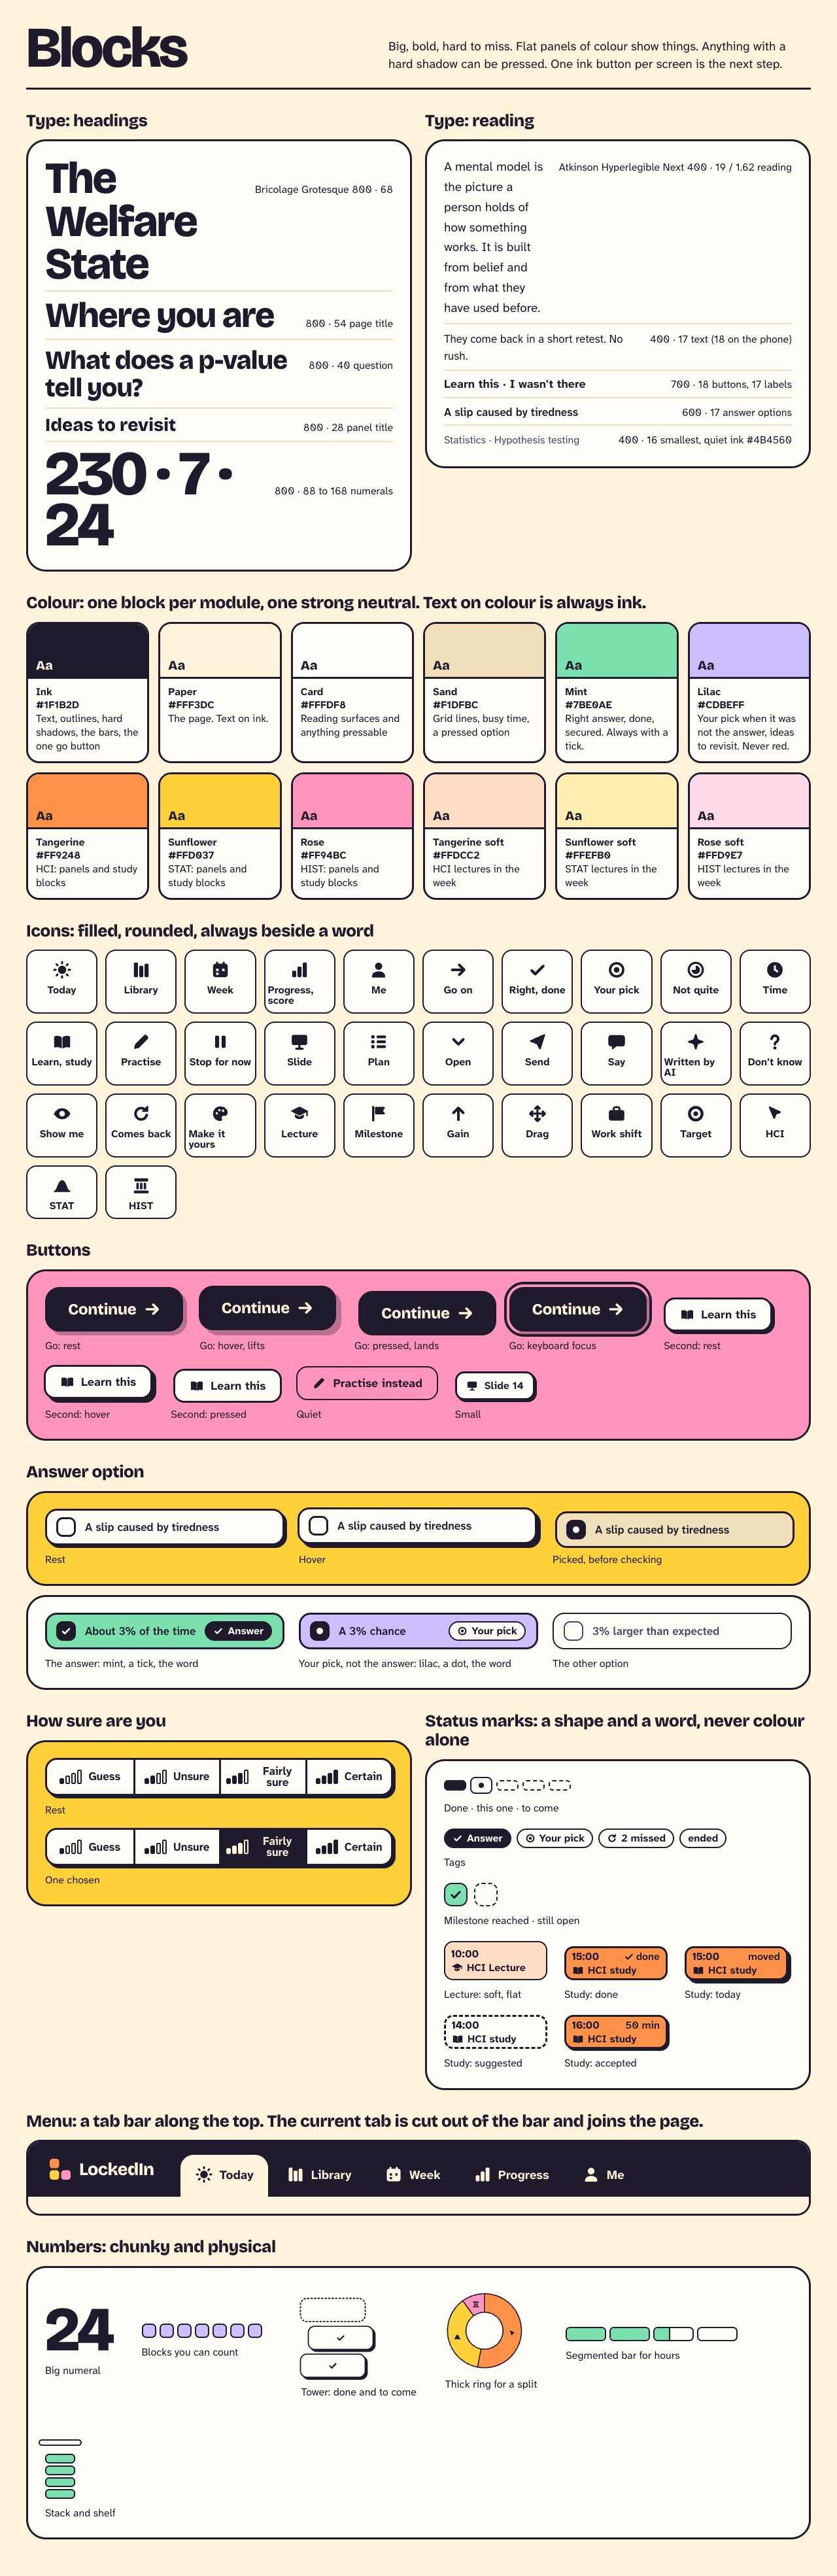 Blocks
Big, bold, hard to miss. Flat panels of colour show things. Anything with a
hard shadow can be pressed. One ink button per screen is the next step.
Type: headings
The
Welfare
State
Bricolage Grotesque 800 · 68
Where you are
800 · 54 page title
What does a p-value
tell you?
800 · 40 question
Ideas to revisit
800 · 28 panel title
230 · 7 ·
24
800 · 88 to 168 numerals
Type: reading
A mental model is
the picture a
person holds of
how something
works. It is built
from belief and
from what they
have used before.
Atkinson Hyperlegible Next 400 · 19 / 1.62 reading
They come back in a short retest. No
rush.
400 · 17 text (18 on the phone)
Learn this · I wasn't there
700 · 18 buttons, 17 labels
A slip caused by tiredness
600 · 17 answer options
Statistics · Hypothesis testing
400 · 16 smallest, quiet ink #4B4560
Colour: one block per module, one strong neutral. Text on colour is always ink.
Aa
Ink
#1F1B2D
Text, outlines, hard
shadows, the bars, the
one go button
Aa
Paper
#FFF3DC
The page. Text on ink.
Aa
Card
#FFFDF8
Reading surfaces and
anything pressable
Aa
Sand
#F1DFBC
Grid lines, busy time,
a pressed option
Aa
Mint
#7BE0AE
Right answer, done,
secured. Always with a
tick.
Aa
Lilac
#CDBEFF
Your pick when it was
not the answer, ideas
to revisit. Never red.
Aa
Tangerine
#FF9248
HCI: panels and study
blocks
Aa
Sunflower
#FFD037
STAT: panels and
study blocks
Aa
Rose
#FF94BC
HIST: panels and
study blocks
Aa
Tangerine soft
#FFDCC2
HCI lectures in the
week
Aa
Sunflower soft
#FFEFB0
STAT lectures in the
week
Aa
Rose soft
#FFD9E7
HIST lectures in the
week
Icons: filled, rounded, always beside a word
Today
Library
Week
Progress,
score
Me
Go on
Right, done
Your pick
Not quite
Time
Learn, study
Practise
Stop for now
Slide
Plan
Open
Send
Say
Written by
AI
Don't know
Show me
Comes back
Make it
yours
Lecture
Milestone
Gain
Drag
Work shift
Target
HCI
STAT
HIST
Buttons
Continue
Go: rest
Continue
Go: hover, lifts
Continue
Go: pressed, lands
Continue
Go: keyboard focus
Learn this
Second: rest
Learn this
Second: hover
Learn this
Second: pressed
Practise instead
Quiet
Slide 14
Small
Answer option
A slip caused by tiredness
Rest
A slip caused by tiredness
Hover
A slip caused by tiredness
Picked, before checking
About 3% of the time
Answer
The answer: mint, a tick, the word
A 3% chance
Your pick
Your pick, not the answer: lilac, a dot, the word
3% larger than expected
The other option
How sure are you
Guess
Unsure
Fairly
sure
Certain
Rest
Guess
Unsure
Fairly
sure
Certain
One chosen
Status marks: a shape and a word, never colour
alone
Done · this one · to come
Answer
Your pick
2 missed
ended
Tags
Milestone reached · still open
10:00
HCI Lecture
Lecture: soft, flat
15:00
done
HCI study
Study: done
15:00
moved
HCI study
Study: today
14:00
HCI study
Study: suggested
16:00
50 min
HCI study
Study: accepted
Menu: a tab bar along the top. The current tab is cut out of the bar and joins the page.
LockedIn
Today
Library
Week
Progress
Me
Numbers: chunky and physical
24
Big numeral
Blocks you can count
Tower: done and to come
Thick ring for a split
Segmented bar for hours
Stack and shelf